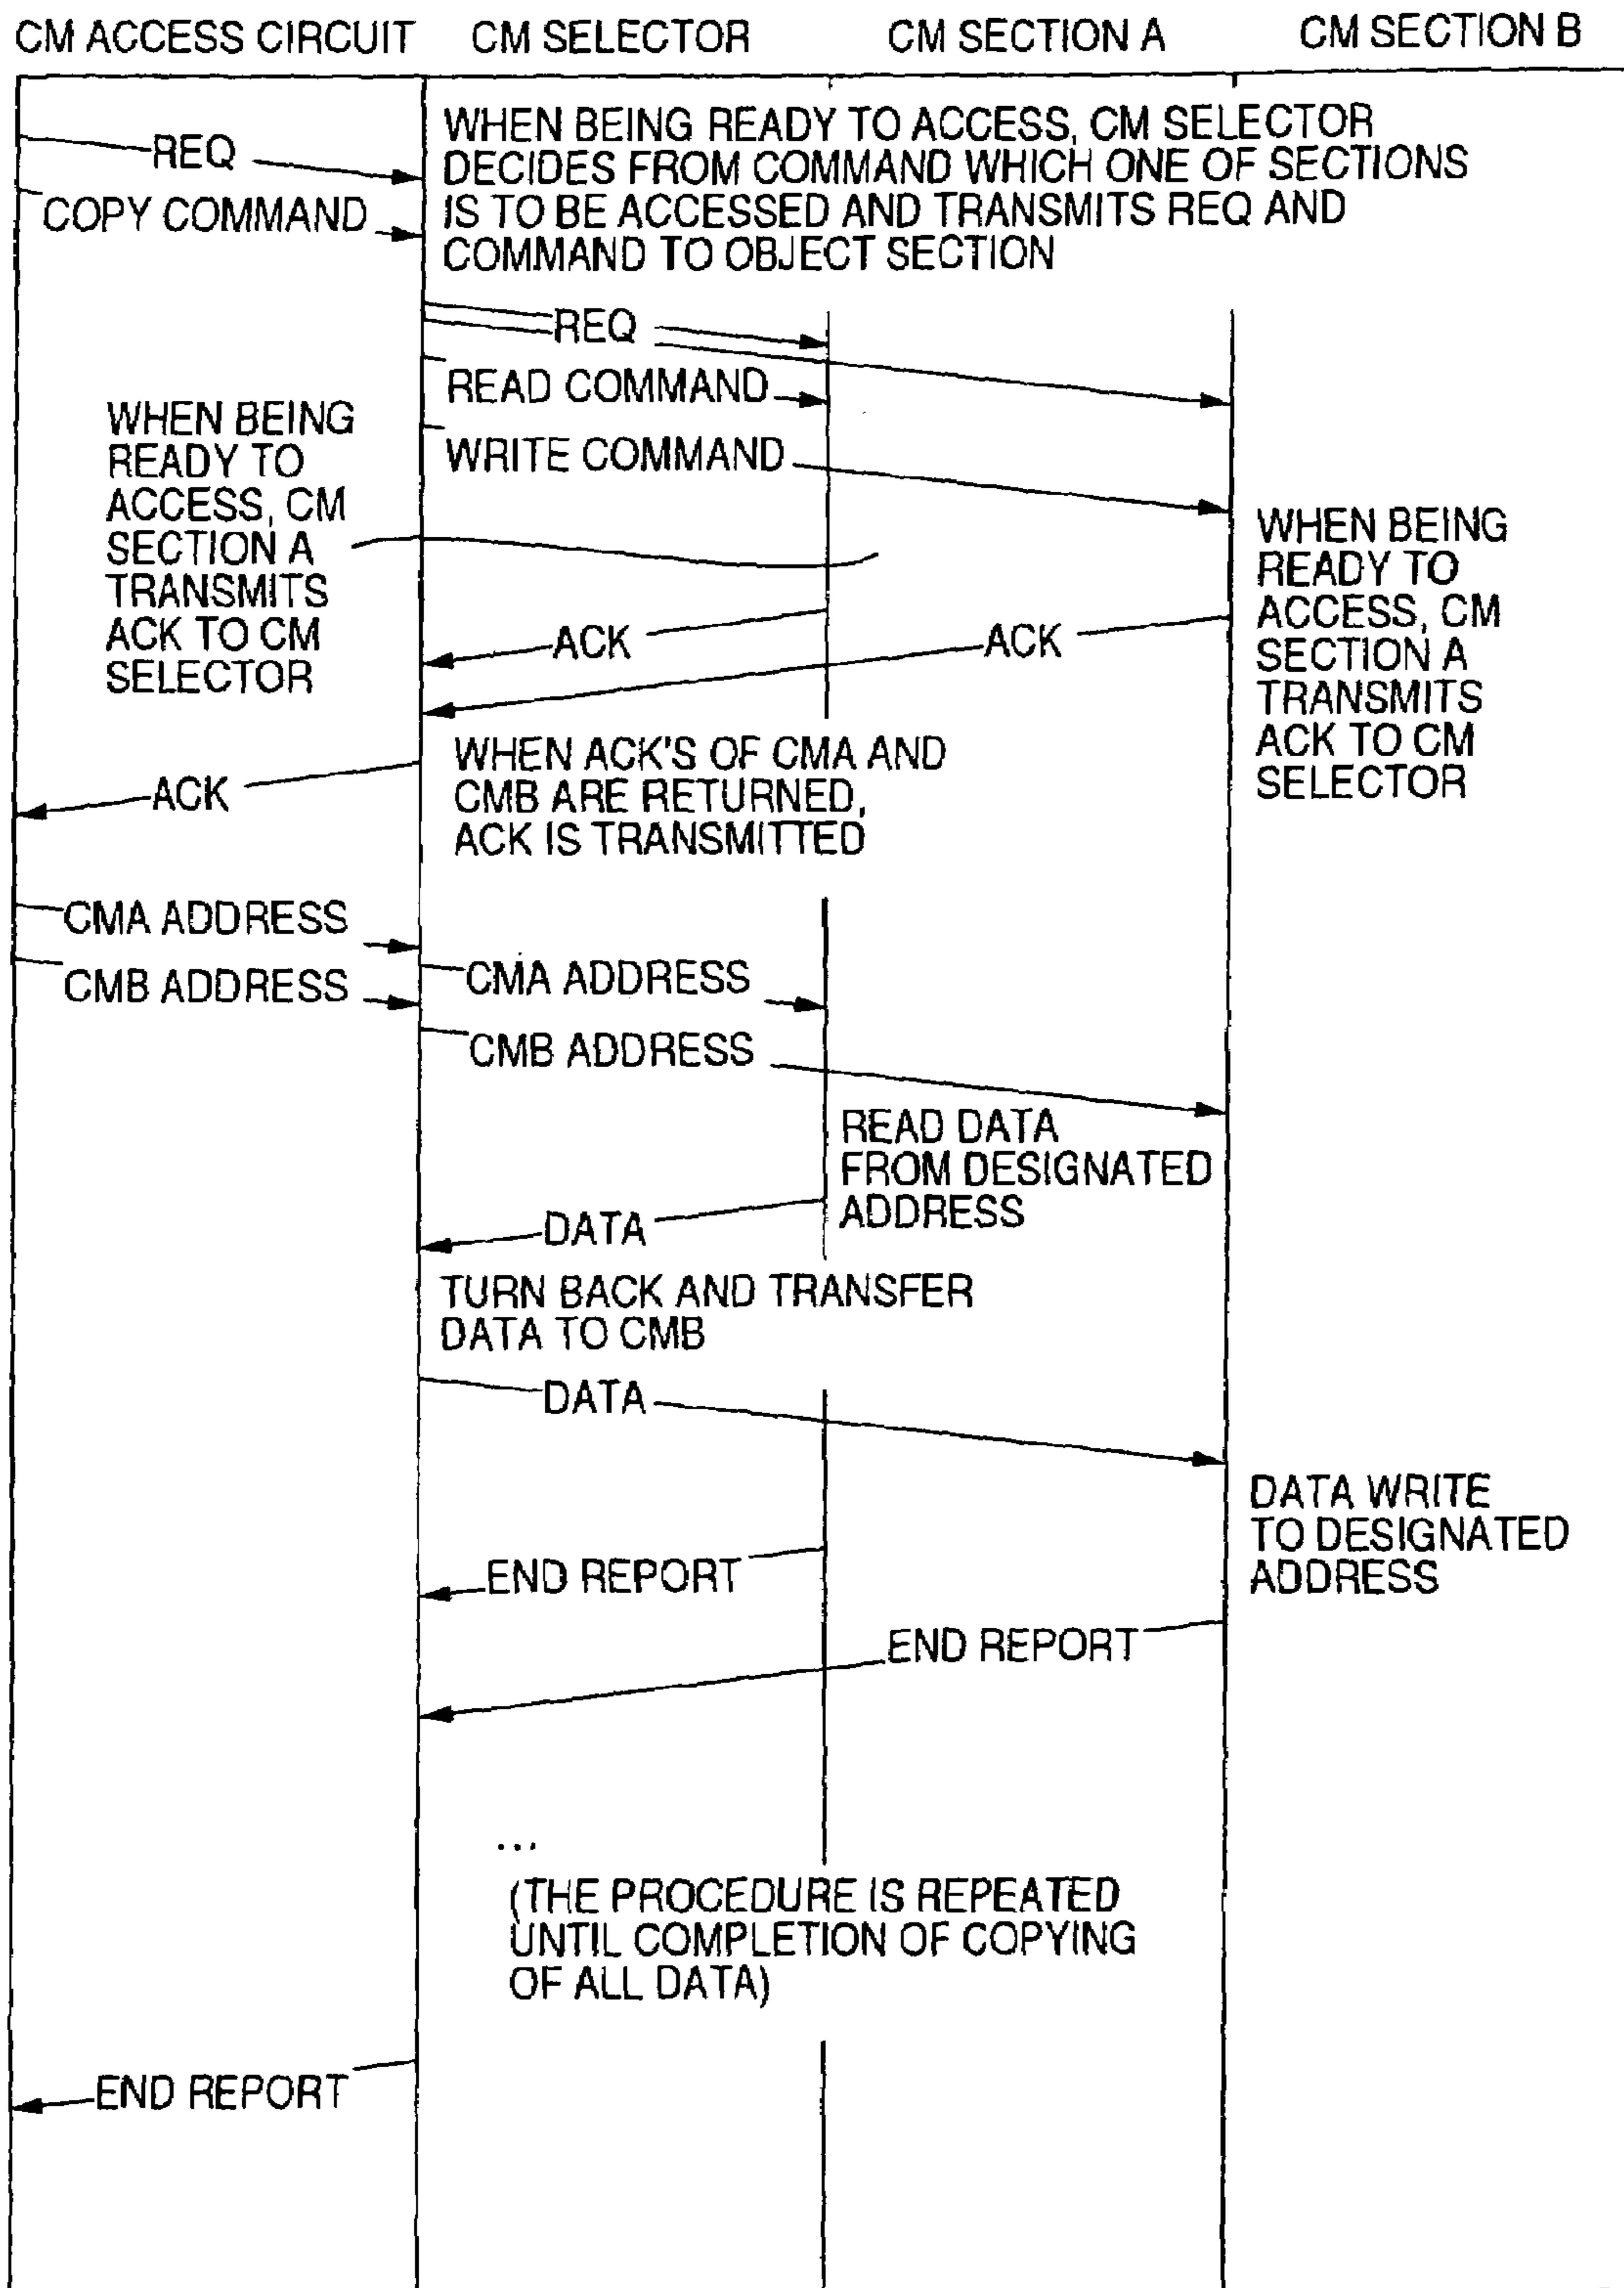 CM ACCESS CIRCUIT CM SELECTOR CM SECTION A CM SECTION B
WHEN BEING READY TO ACCESS, CM SELECTOR
DECIDES FROM COMMAND WHICH ONE OF SECTIONS
IS TO BE ACCESSED AND TRANSMITS REQ AND
COMMAND TO OBJECT SECTION
REQ
COPY COMMAND
REQ
READ COMMAND
WRITE COMMAND
WHEN BEING
READY TO
ACCESS, CM
SECTION A
TRANSMITS
ACK TO CM
SELECTOR
WHEN BEING
READY TO
ACCESS, CM
SECTION A
TRANSMITS
ACK TO CM
SELECTOR
ACK
ACK
WHEN ACK'S OF CMA AND
CMB ARE RETURNED,
ACK IS TRANSMITTED
ACK
CMA ADDRESS
CMB ADDRESS
CMA ADDRESS
CMB ADDRESS
READ DATA
FROM DESIGNATED
ADDRESS
DATA
TURN BACK AND TRANSFER
DATA TO CMB
DATA
DATA WRITE
TO DESIGNATED
ADDRESS
END REPORT
END REPORT
...
(THE PROCEDURE IS REPEATED
UNTIL COMPLETION OF COPYING
OF ALL DATA)
END REPORT